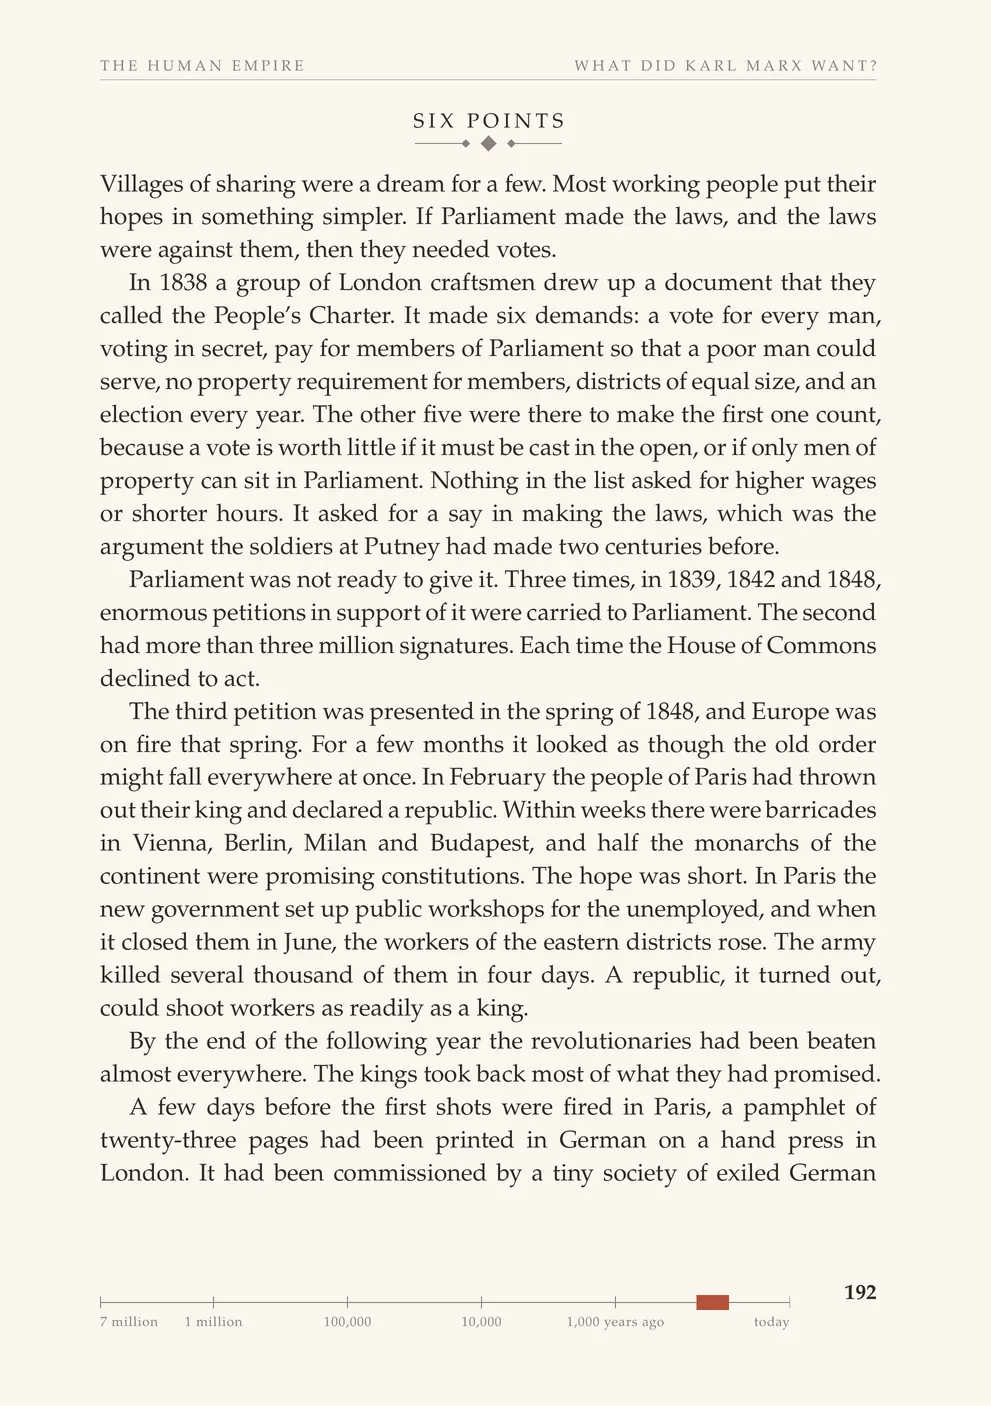 THE HUMAN EMPIRE
WHAT DID KARL MARX WANT?
SIX POINTS
Villages of sharing were a dream for a few. Most working people put their
hopes in something simpler. If Parliament made the laws, and the laws
were against them, then they needed votes.
In 1838 a group of London craftsmen drew up a document that they
called the People’s Charter. It made six demands: a vote for every man,
voting in secret, pay for members of Parliament so that a poor man could
serve, no property requirement for members, districts of equal size, and an
election every year. The other five were there to make the first one count,
because a vote is worth little if it must be cast in the open, or if only men of
property can sit in Parliament. Nothing in the list asked for higher wages
or shorter hours. It asked for a say in making the laws, which was the
argument the soldiers at Putney had made two centuries before.
Parliament was not ready to give it. Three times, in 1839, 1842 and 1848,
enormous petitions in support of it were carried to Parliament. The second
had more than three million signatures. Each time the House of Commons
declined to act.
The third petition was presented in the spring of 1848, and Europe was
on fire that spring. For a few months it looked as though the old order
might fall everywhere at once. In February the people of Paris had thrown
out their king and declared a republic. Within weeks there were barricades
in Vienna, Berlin, Milan and Budapest, and half the monarchs of the
continent were promising constitutions. The hope was short. In Paris the
new government set up public workshops for the unemployed, and when
it closed them in June, the workers of the eastern districts rose. The army
killed several thousand of them in four days. A republic, it turned out,
could shoot workers as readily as a king.
By the end of the following year the revolutionaries had been beaten
almost everywhere. The kings took back most of what they had promised.
A few days before the first shots were fired in Paris, a pamphlet of
twenty-three pages had been printed in German on a hand press in
London. It had been commissioned by a tiny society of exiled German
192
7 million 1 million 100,000 10,000 1,000 years ago today